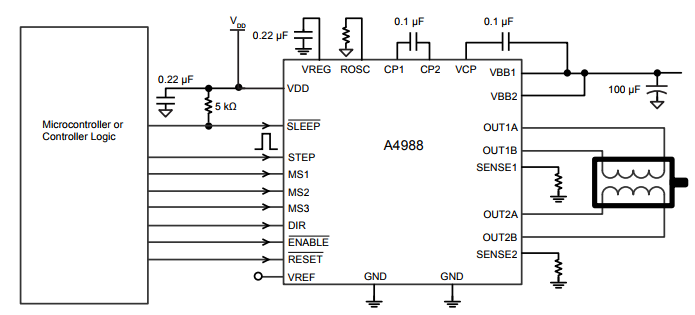 VDD
0.22 µF
0.1 µF
0.1 µF
0.22 µF
5 kΩ
100 µF
Microcontroller or
Controller Logic
A4988
VREG
ROSC
CP1
CP2
VCP
VDD
SLEEP
STEP
MS1
MS2
MS3
DIR
ENABLE
RESET
VREF
GND
GND
VBB1
VBB2
OUT1A
OUT1B
SENSE1
OUT2A
OUT2B
SENSE2